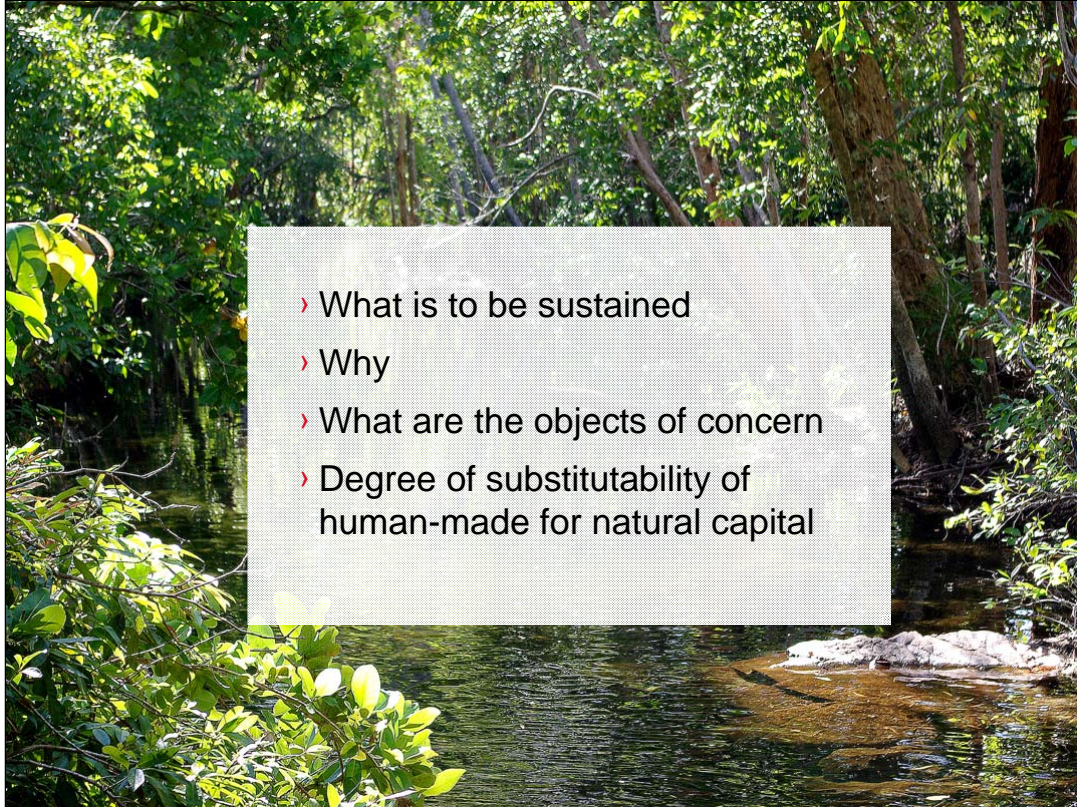 › What is to be sustained
› Why
› What are the objects of concern
› Degree of substitutability of
human-made for natural capital